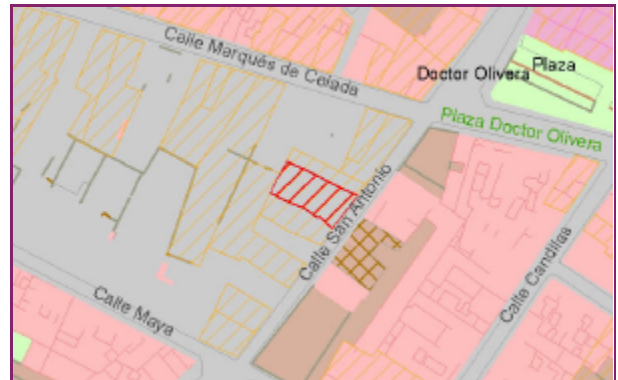 Calle Marqués de Celada
Doctor Olivera
Plaza
Plaza Doctor Olivera
Calle San Antonio
Calle Candilas
Calle Maya